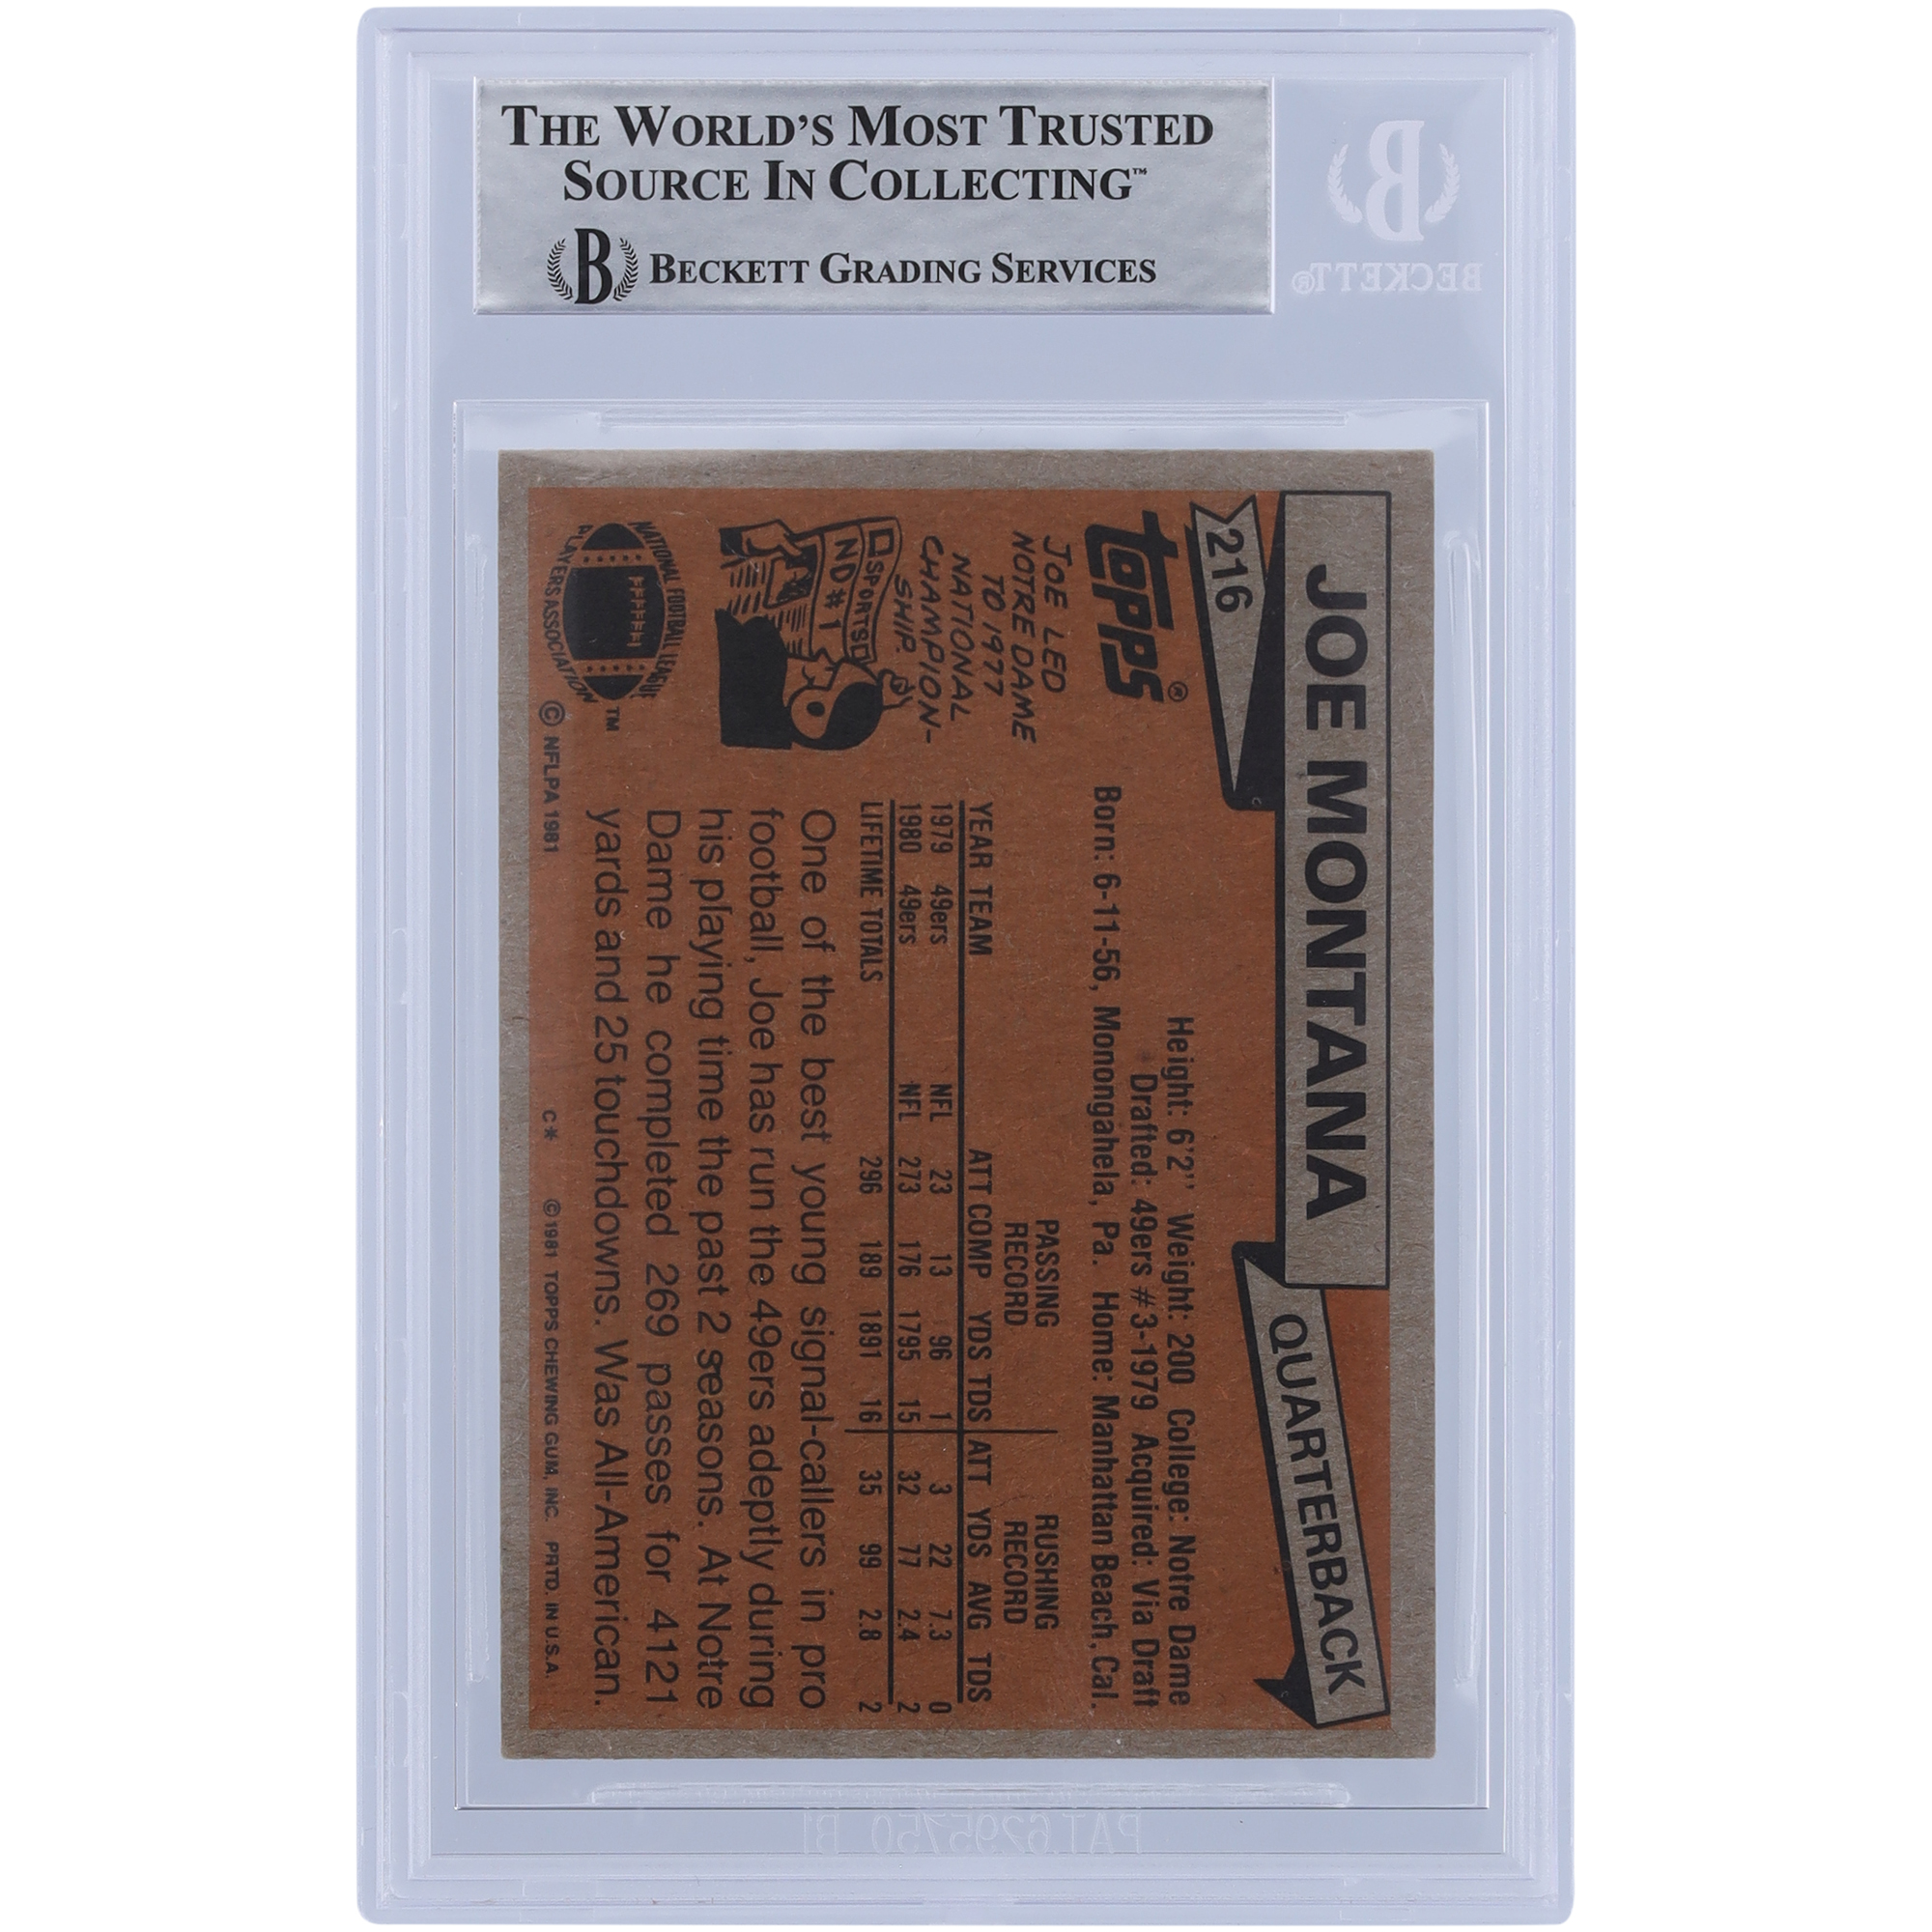 THE WORLD'S MOST TRUSTED
SOURCE IN COLLECTING™
B BECKETT GRADING SERVICES
B
BECKETT®
JOE MONTANA
QUARTERBACK
216
TOPPS®
JOE LED
NOTRE DAME
TO 1977
NATIONAL
CHAMPION-
SHIP.
SPORTS
ND #1
NATIONAL FOOTBALL LEAGUE
PLAYERS ASSOCIATION
™
Height: 6'2" Weight: 200 College: Notre Dame
Drafted: 49ers #3-1979 Acquired: Via Draft
Born: 6-11-56, Monongahela, Pa. Home: Manhattan Beach, Cal.
PASSING RECORD RUSHING RECORD
YEAR TEAM ATT COMP YDS TDS ATT YDS AVG TDS
1979 49ers NFL 23 13 96 1 3 22 7.3 0
1980 49ers NFL 273 176 1795 15 32 77 2.4 2
LIFETIME TOTALS 296 189 1891 16 35 99 2.8 2
One of the best young signal-callers in pro
football, Joe has run the 49ers adeptly during
his playing time the past 2 seasons. At Notre
Dame he completed 269 passes for 4121
yards and 25 touchdowns. Was All-American.
© NFLPA 1981 C* © 1981 TOPPS CHEWING GUM, INC. PRTD. IN U.S.A.
PAT.6295750 B1